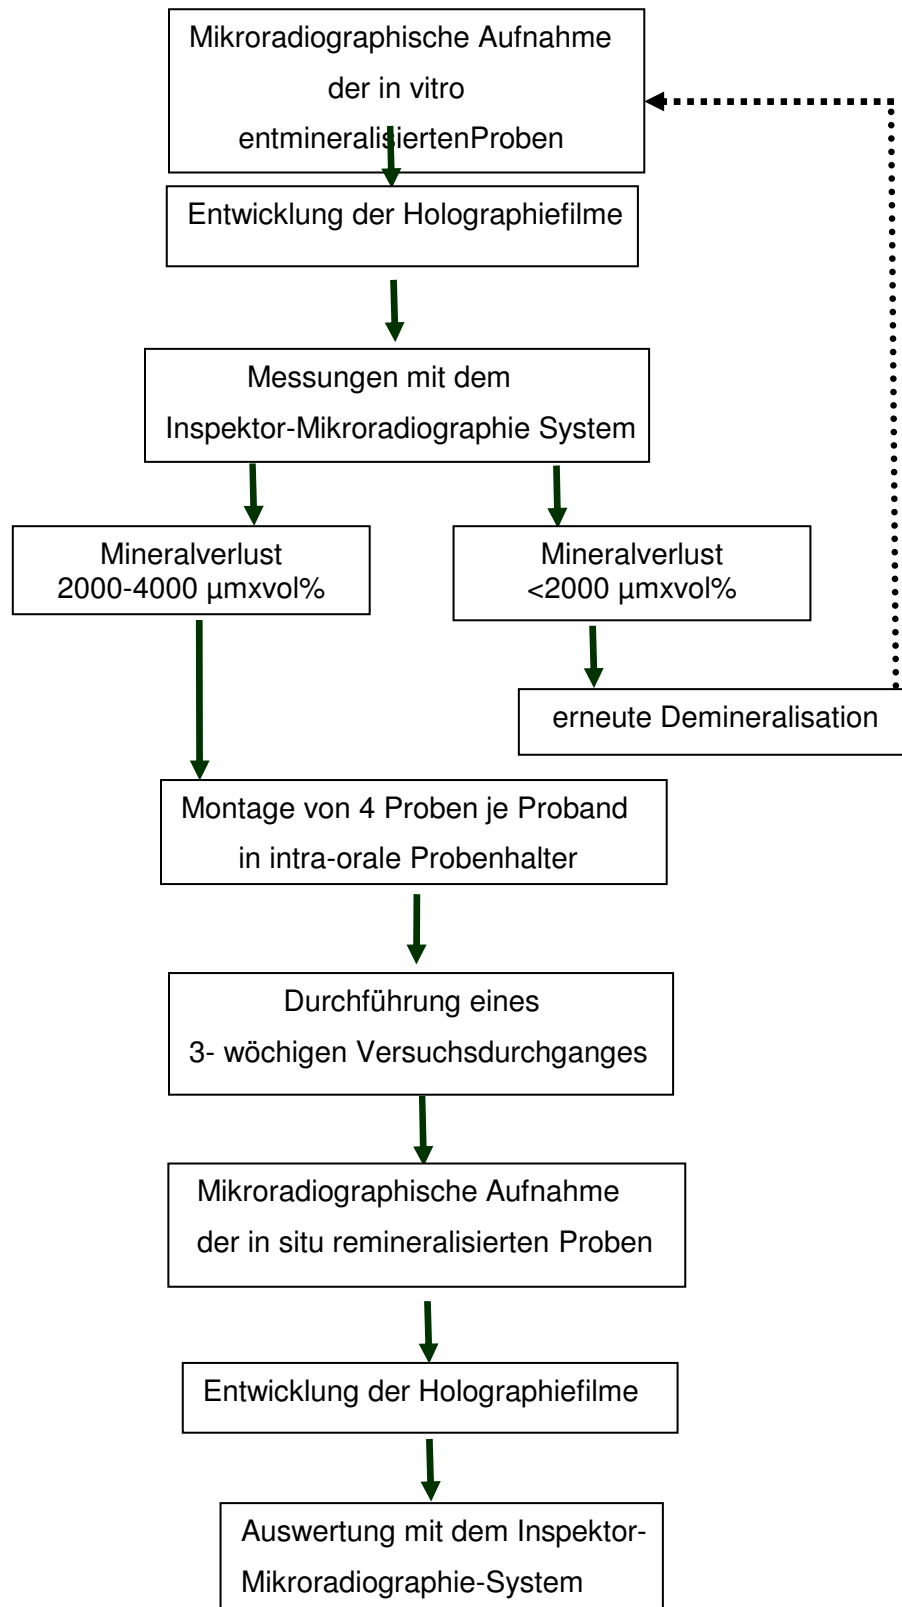 Mikroradiographische Aufnahme
der in vitro
entmineralisiertenProben
Entwicklung der Holographiefilme
Messungen mit dem
Inspektor-Mikroradiographie System
Mineralverlust
2000-4000 µmxvol%
Mineralverlust
<2000 µmxvol%
erneute Demineralisation
Montage von 4 Proben je Proband
in intra-orale Probenhalter
Durchführung eines
3- wöchigen Versuchsdurchganges
Mikroradiographische Aufnahme
der in situ remineralisierten Proben
Entwicklung der Holographiefilme
Auswertung mit dem Inspektor-
Mikroradiographie-System